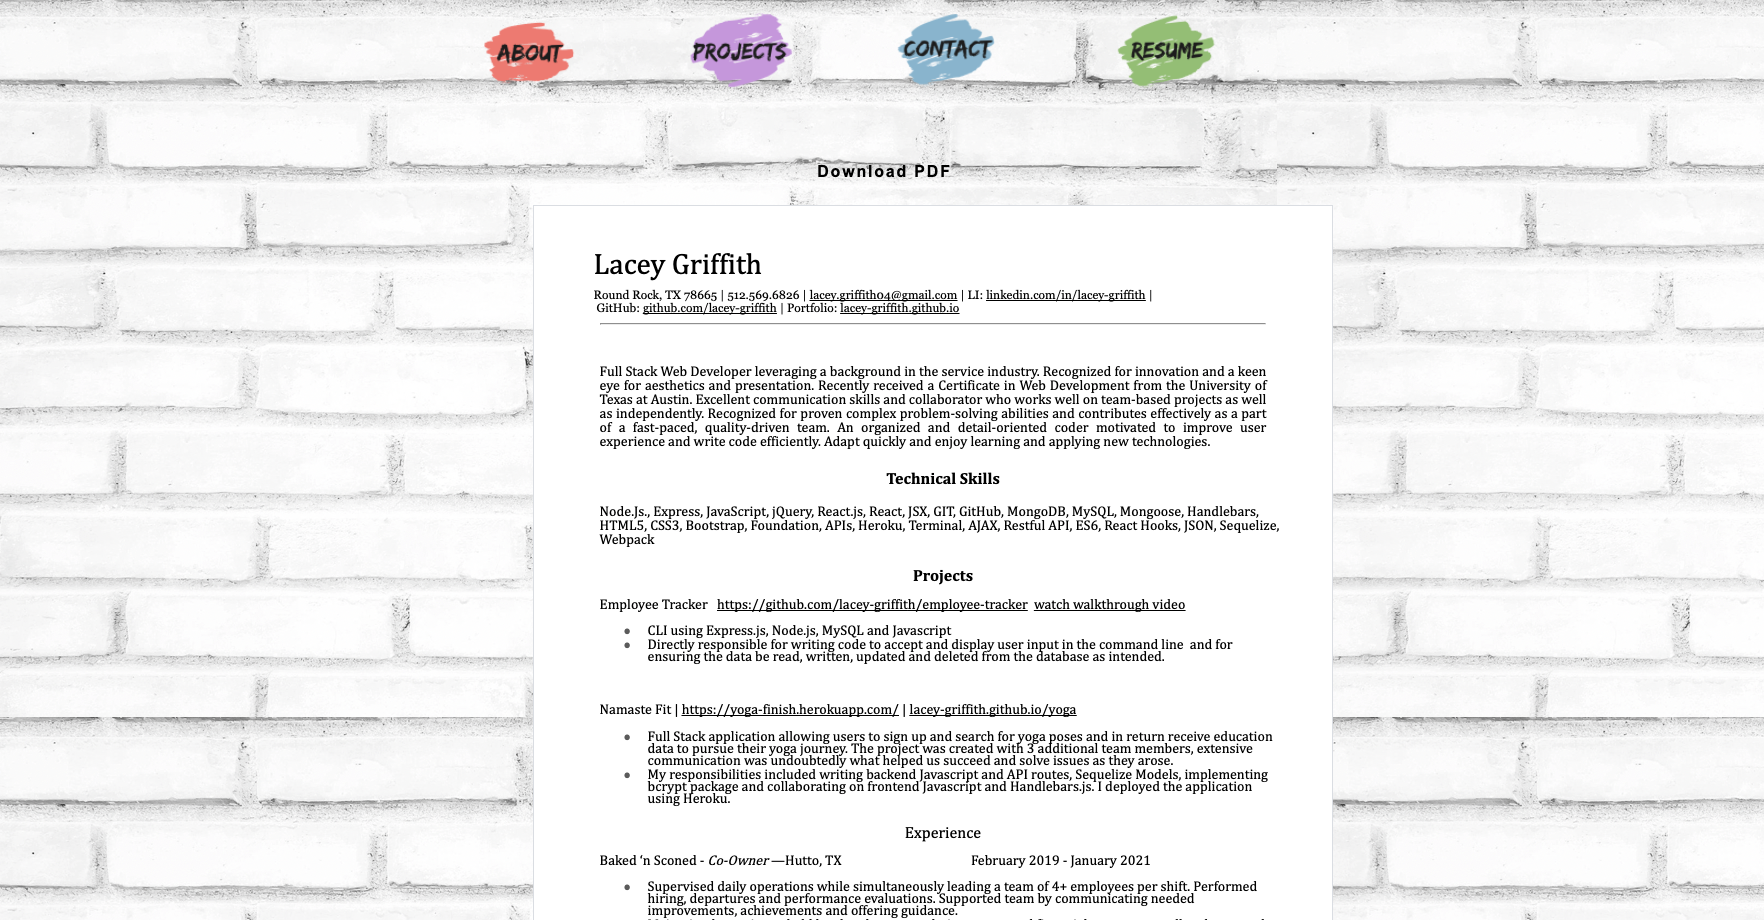 ABOUT
PROJECTS
CONTACT
RESUME
Download PDF
Lacey Griffith
Round Rock, TX 78665 | 512.569.6826 | lacey.griffith04@gmail.com | LI: linkedin.com/in/lacey-griffith |
GitHub: github.com/lacey-griffith | Portfolio: lacey-griffith.github.io
Full Stack Web Developer leveraging a background in the service industry. Recognized for innovation and a keen
eye for aesthetics and presentation. Recently received a Certificate in Web Development from the University of
Texas at Austin. Excellent communication skills and collaborator who works well on team-based projects as well
as independently. Recognized for proven complex problem-solving abilities and contributes effectively as a part
of a fast-paced, quality-driven team. An organized and detail-oriented coder motivated to improve user
experience and write code efficiently. Adapt quickly and enjoy learning and applying new technologies.
Technical Skills
Node.Js., Express, JavaScript, jQuery, React.js, React, JSX, GIT, GitHub, MongoDB, MySQL, Mongoose, Handlebars,
HTML5, CSS3, Bootstrap, Foundation, APIs, Heroku, Terminal, AJAX, Restful API, ES6, React Hooks, JSON, Sequelize,
Webpack
Projects
Employee Tracker https://github.com/lacey-griffith/employee-tracker watch walkthrough video
● CLI using Express.js, Node.js, MySQL and Javascript
● Directly responsible for writing code to accept and display user input in the command line and for
ensuring the data be read, written, updated and deleted from the database as intended.
Namaste Fit | https://yoga-finish.herokuapp.com/ | lacey-griffith.github.io/yoga
● Full Stack application allowing users to sign up and search for yoga poses and in return receive education
data to pursue their yoga journey. The project was created with 3 additional team members, extensive
communication was undoubtedly what helped us succeed and solve issues as they arose.
● My responsibilities included writing backend Javascript and API routes, Sequelize Models, implementing
bcrypt package and collaborating on frontend Javascript and Handlebars.js. I deployed the application
using Heroku.
Experience
Baked ‘n Sconed - Co-Owner —Hutto, TX February 2019 - January 2021
● Supervised daily operations while simultaneously leading a team of 4+ employees per shift. Performed
hiring, departures and performance evaluations. Supported team by communicating needed
improvements, achievements and offering guidance.